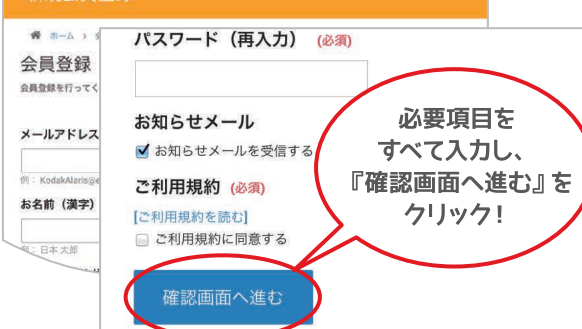 ホーム ›
会員登録
会員登録を行ってく
メールアドレス
例： KodakAlaris@e
お名前（漢字）
例：日本太郎
パスワード（再入力） (必須)
お知らせメール
お知らせメールを受信する
ご利用規約 (必須)
[ご利用規約を読む]
ご利用規約に同意する
確認画面へ進む
必要項目を
すべて入力し、
『確認画面へ進む』を
クリック！